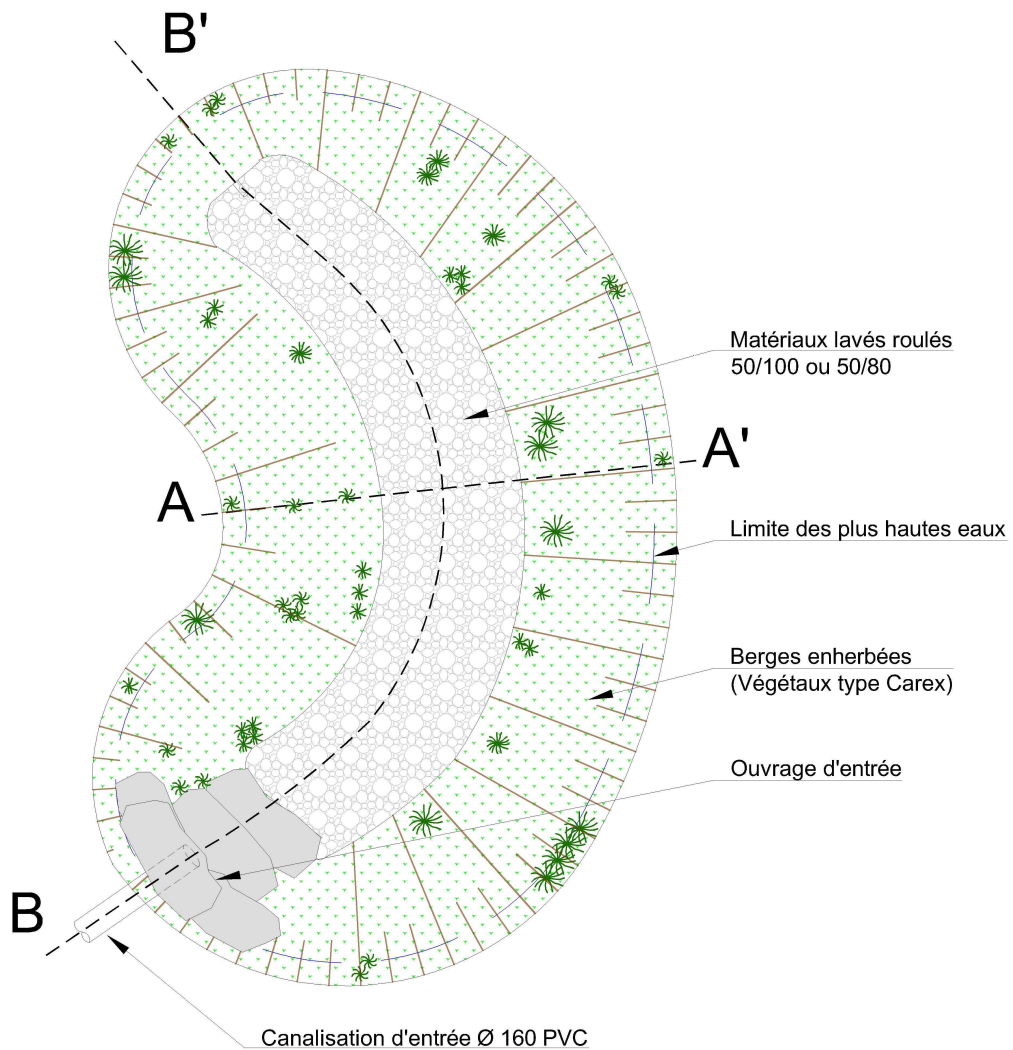 B'
Matériaux lavés roulés
50/100 ou 50/80
A'
A
Limite des plus hautes eaux
Berges enherbées
(Végétaux type Carex)
Ouvrage d'entrée
B
Canalisation d'entrée Ø 160 PVC